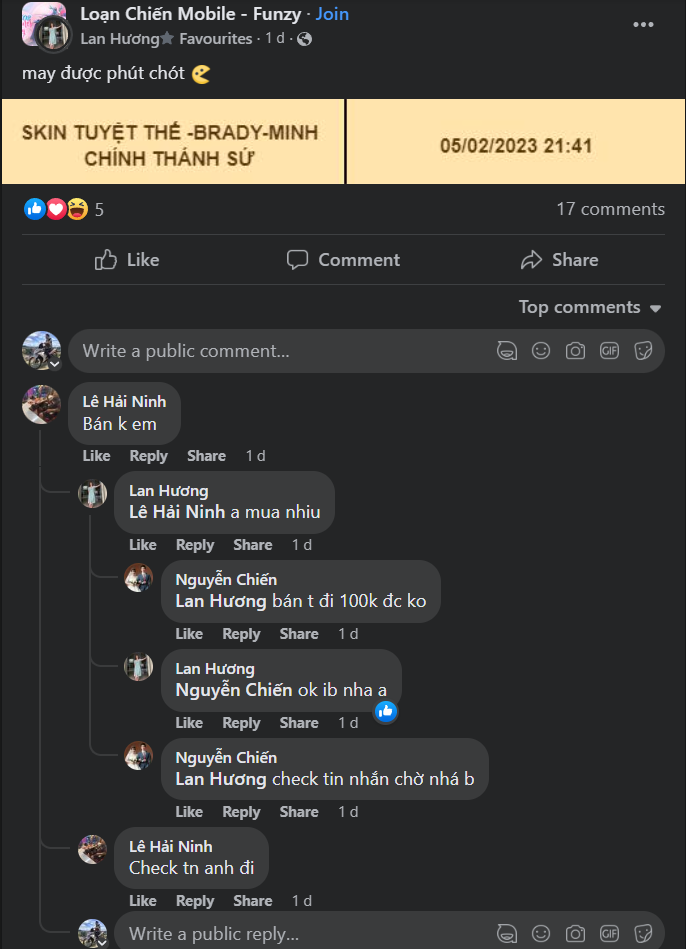 Loạn Chiến Mobile - Funzy · Join
Lan Hương Favourites · 1 d ·
may được phút chót
SKIN TUYỆT THẾ -BRADY-MINH
CHÍNH THÁNH SỨ
05/02/2023 21:41
5
17 comments
Like
Comment
Share
Top comments
Write a public comment...
GIF
Lê Hải Ninh
Bán k em
Like Reply Share 1 d
Lan Hương
Lê Hải Ninh a mua nhiu
Like Reply Share 1 d
Nguyễn Chiến
Lan Hương bán t đi 100k đc ko
Like Reply Share 1 d
Lan Hương
Nguyễn Chiến ok ib nha a
Like Reply Share 1 d
Nguyễn Chiến
Lan Hương check tin nhắn chờ nhá b
Like Reply Share 1 d
Lê Hải Ninh
Check tn anh đi
Like Reply Share 1 d
Write a public reply...
GIF